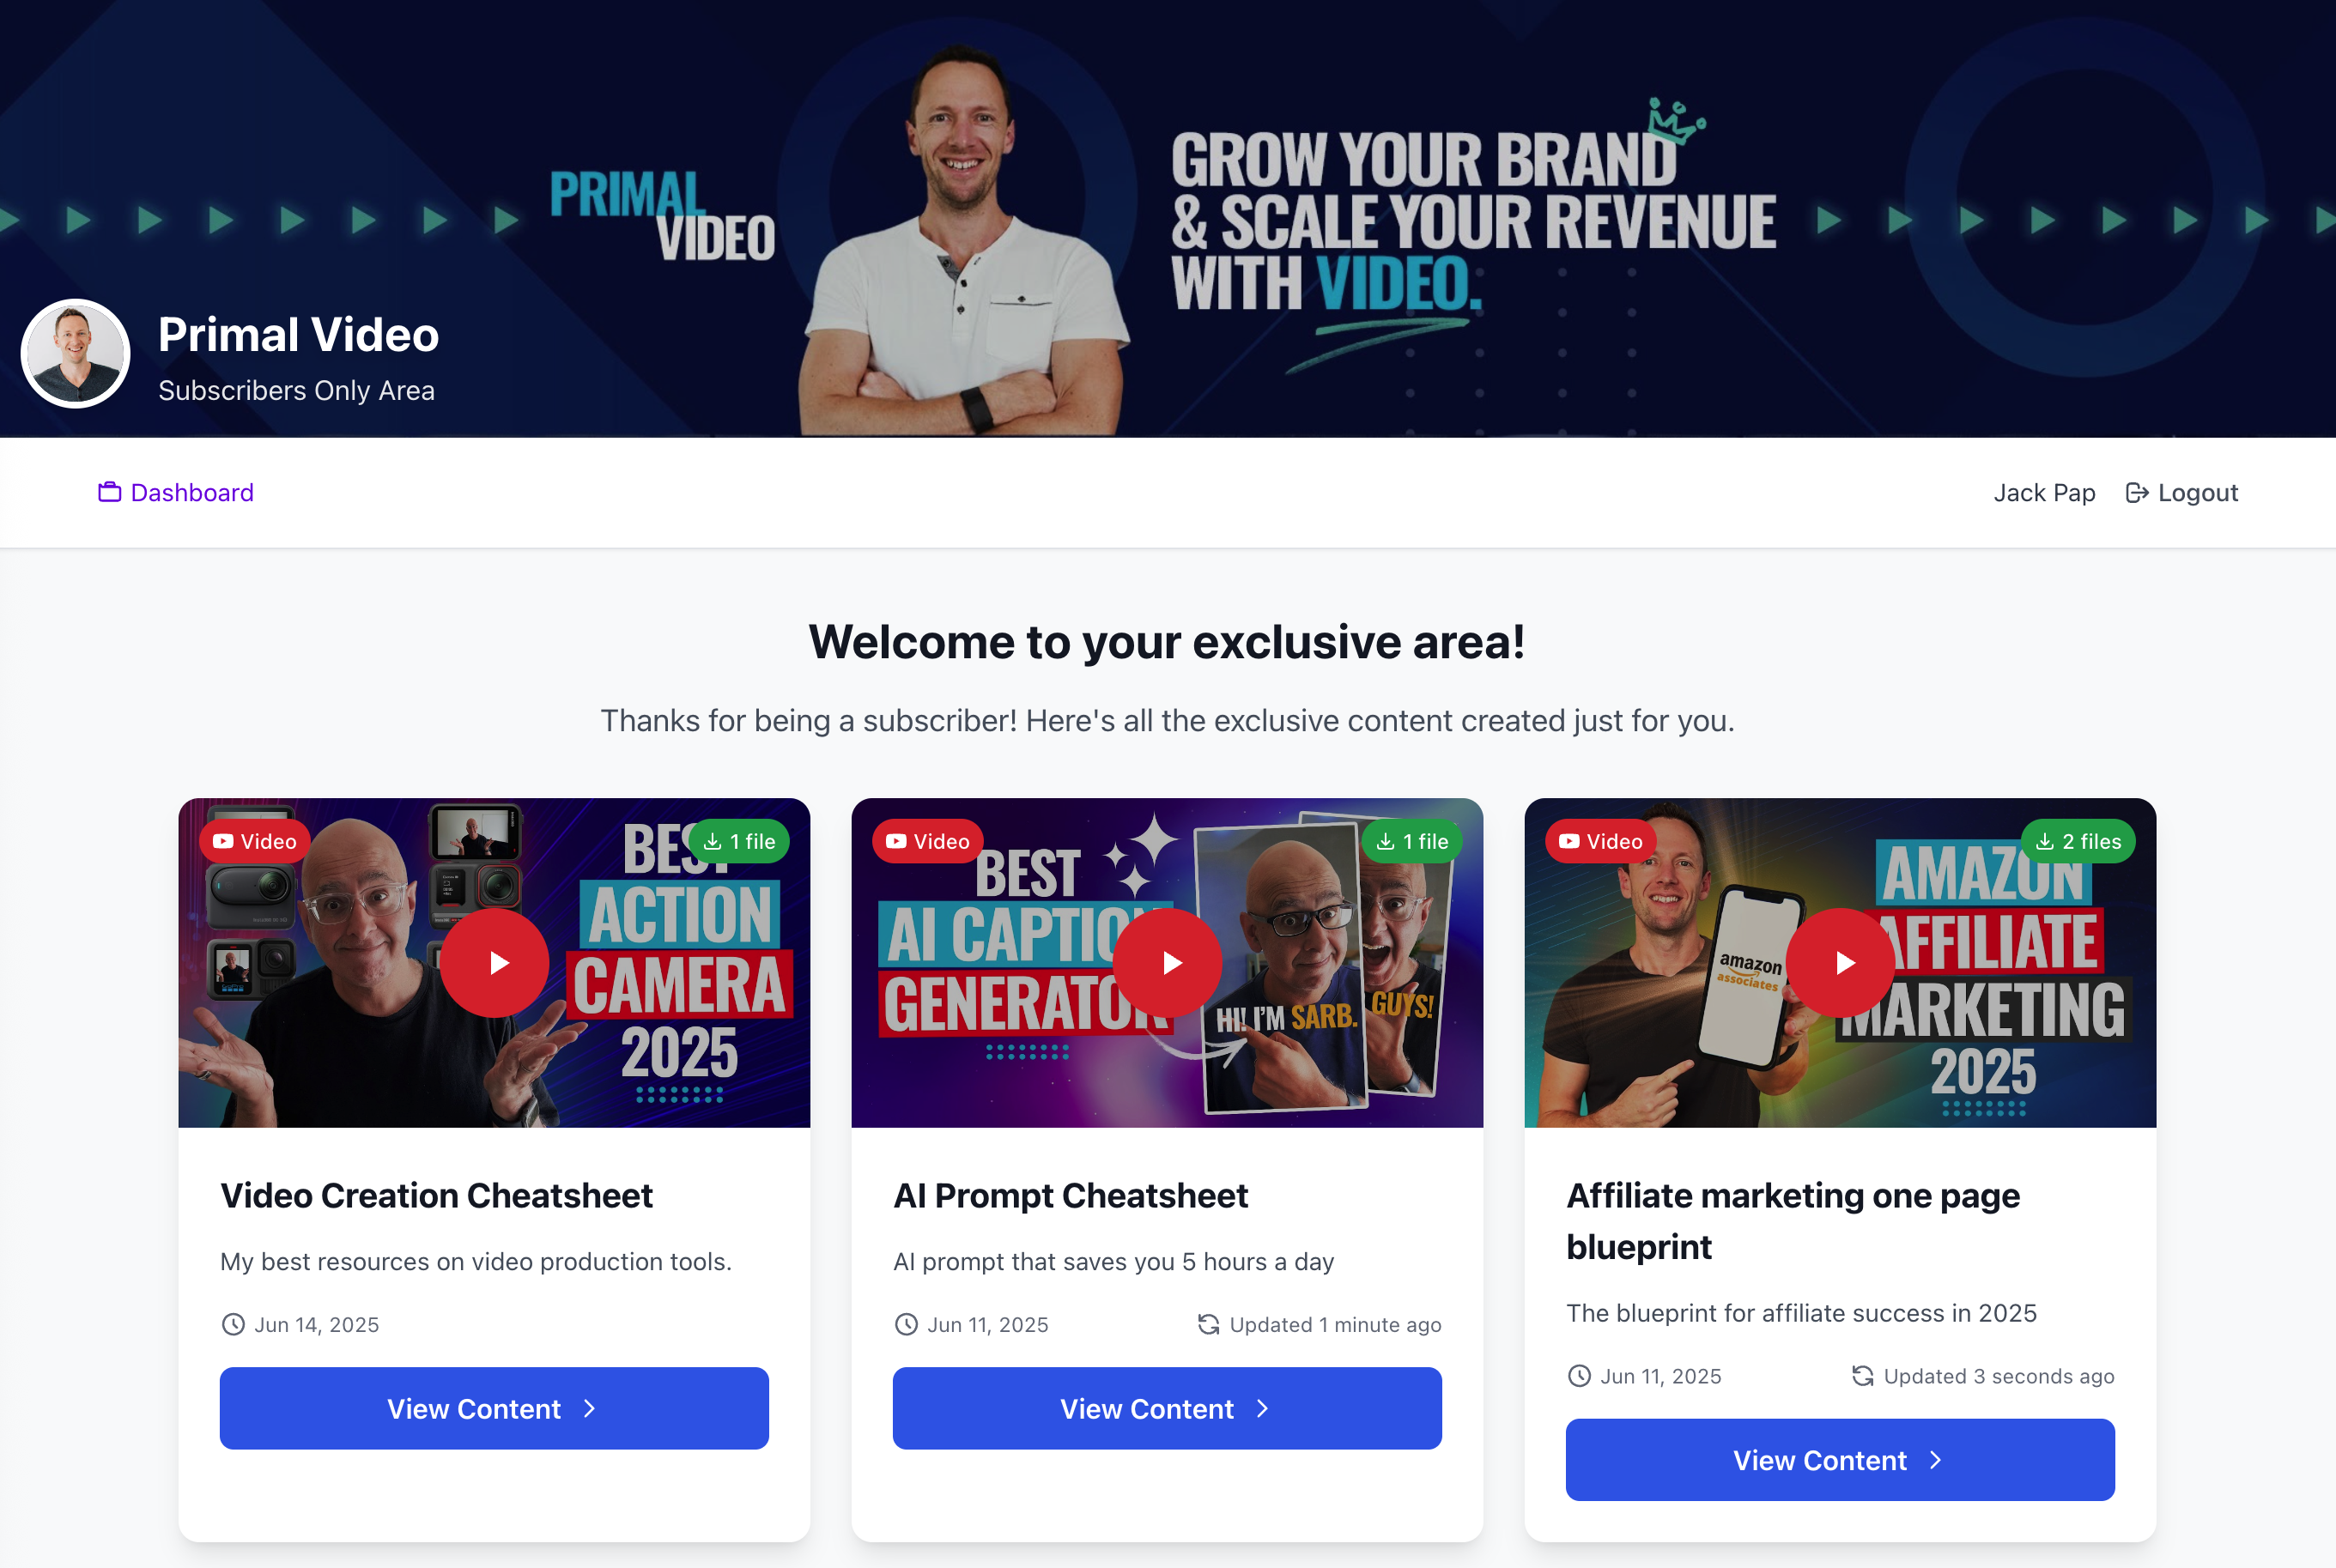 PRIMAL
VIDEO
GROW YOUR BRAND
& SCALE YOUR REVENUE
WITH VIDEO.
Primal Video
Subscribers Only Area
Dashboard
Jack Pap
Logout
Welcome to your exclusive area!
Thanks for being a subscriber! Here's all the exclusive content created just for you.
Video
1 file
BEST
ACTION
CAMERA
2025
Video
1 file
BEST
AI CAPTION
GENERATOR
HI! I'M SARB.
GUYS!
Video
2 files
amazon
associates
AMAZON
AFFILIATE
MARKETING
2025
Video Creation Cheatsheet
My best resources on video production tools.
Jun 14, 2025
View Content
AI Prompt Cheatsheet
AI prompt that saves you 5 hours a day
Jun 11, 2025
Updated 1 minute ago
View Content
Affiliate marketing one page
blueprint
The blueprint for affiliate success in 2025
Jun 11, 2025
Updated 3 seconds ago
View Content